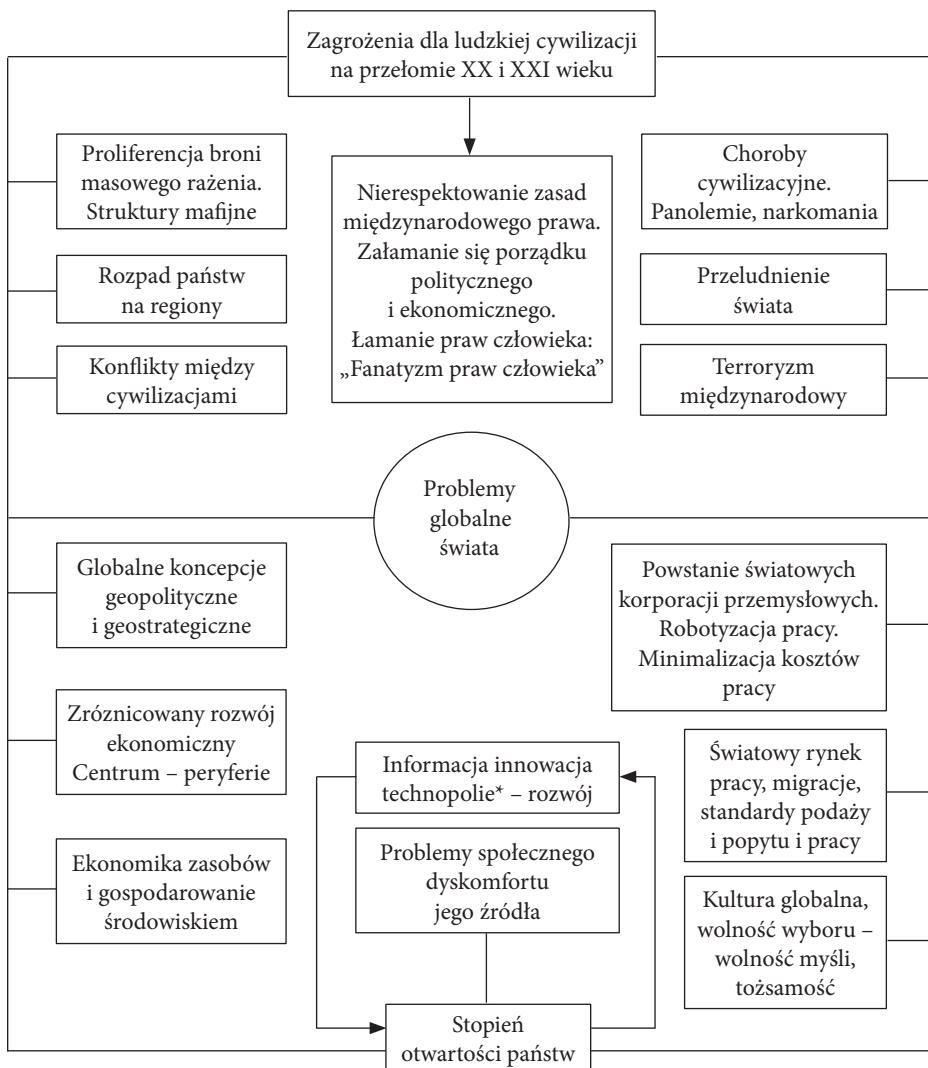 Zagrożenia dla ludzkiej cywilizacji
na przełomie XX i XXI wieku
Proliferencja broni
masowego rażenia.
Struktury mafijne
Rozpad państw
na regiony
Konflikty między
cywilizacjami
Nierespektowanie zasad
międzynarodowego prawa.
Załamanie się porządku
politycznego
i ekonomicznego.
Łamanie praw człowieka:
„Fanatyzm praw człowieka”
Choroby
cywilizacyjne.
Panolemie, narkomania
Przeludnienie
świata
Terroryzm
międzynarodowy
Problemy
globalne
świata
Globalne koncepcje
geopolityczne
i geostrategiczne
Zróznicowany rozwój
ekonomiczny
Centrum – peryferie
Ekonomika zasobów
i gospodarowanie
środowiskiem
Informacja innowacja
technopolie* – rozwój
Problemy społecznego
dyskomfortu
jego źródła
Stopień
otwartości państw
Powstanie światowych
korporacji przemysłowych.
Robotyzacja pracy.
Minimalizacja kosztów
pracy
Światowy rynek
pracy, migracje,
standardy podaży
i popytu i pracy
Kultura globalna,
wolność wyboru –
wolność myśli,
tożsamość